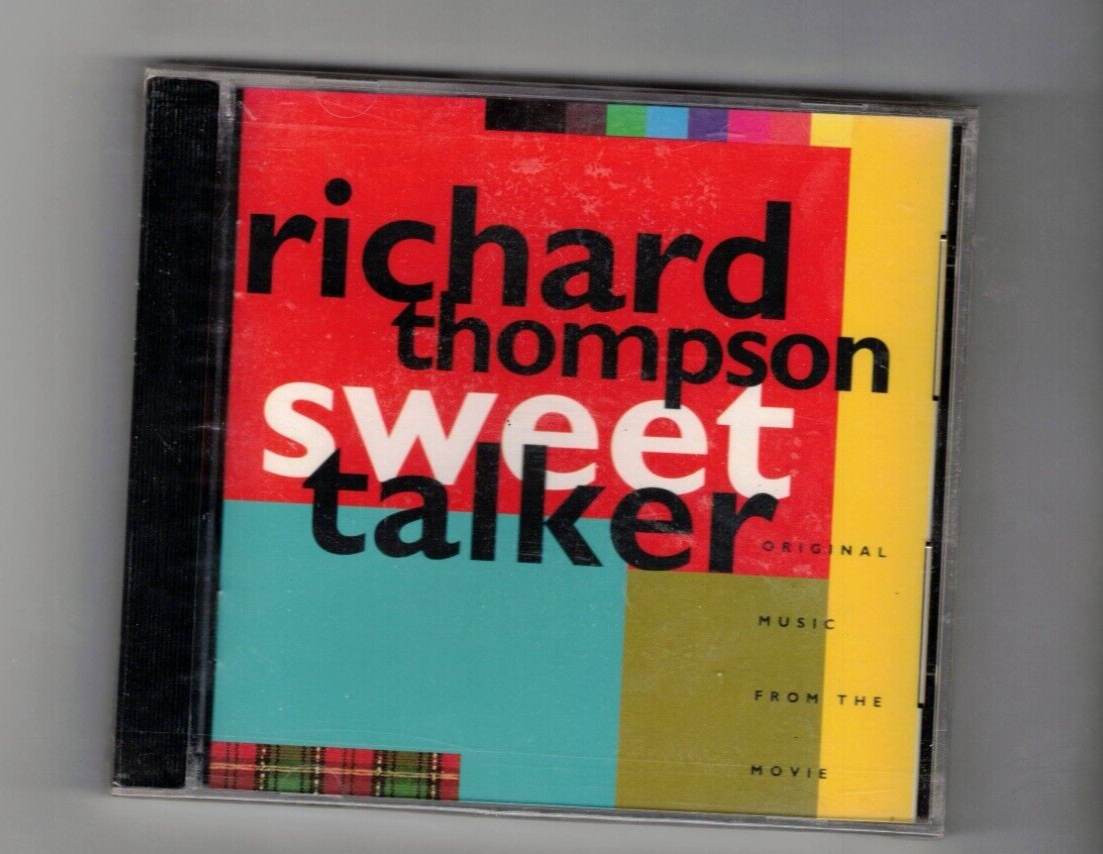 richard
thompson
sweet
talker
ORIGINAL
MUSIC
FROM THE
MOVIE